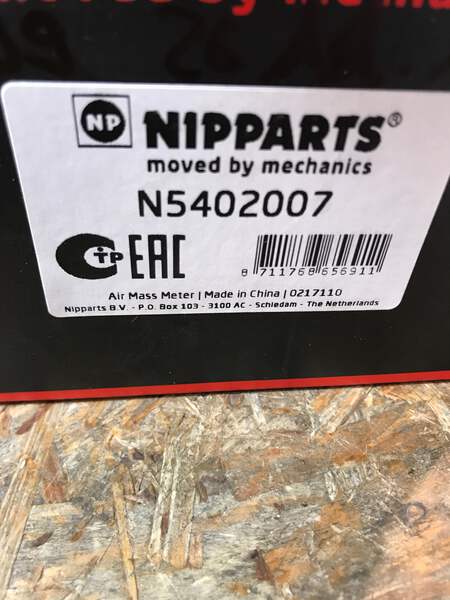 NP NIPPARTS®
moved by mechanics
N5402007
EAC
8 711768 656911
Air Mass Meter | Made in China | 0217110
Nipparts B.V. - P.O. Box 103 - 3100 AC - Schiedam - The Netherlands